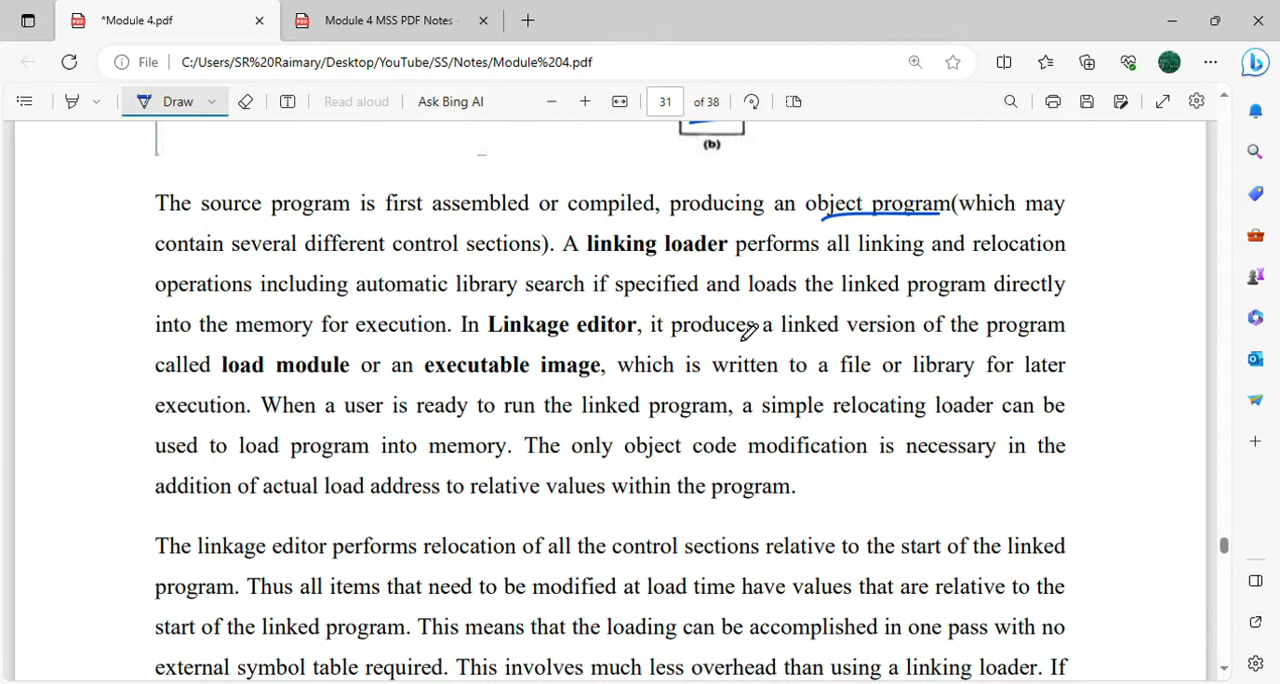 *Module 4.pdf
Module 4 MSS PDF Notes
File
C:/Users/SR%20Raimary/Desktop/YouTube/SS/Notes/Module%204.pdf
Draw
Read aloud
Ask Bing AI
31
of 38
(b)
The source program is first assembled or compiled, producing an object program(which may
contain several different control sections). A linking loader performs all linking and relocation
operations including automatic library search if specified and loads the linked program directly
into the memory for execution. In Linkage editor, it produces a linked version of the program
called load module or an executable image, which is written to a file or library for later
execution. When a user is ready to run the linked program, a simple relocating loader can be
used to load program into memory. The only object code modification is necessary in the
addition of actual load address to relative values within the program.
The linkage editor performs relocation of all the control sections relative to the start of the linked
program. Thus all items that need to be modified at load time have values that are relative to the
start of the linked program. This means that the loading can be accomplished in one pass with no
external symbol table required. This involves much less overhead than using a linking loader. If